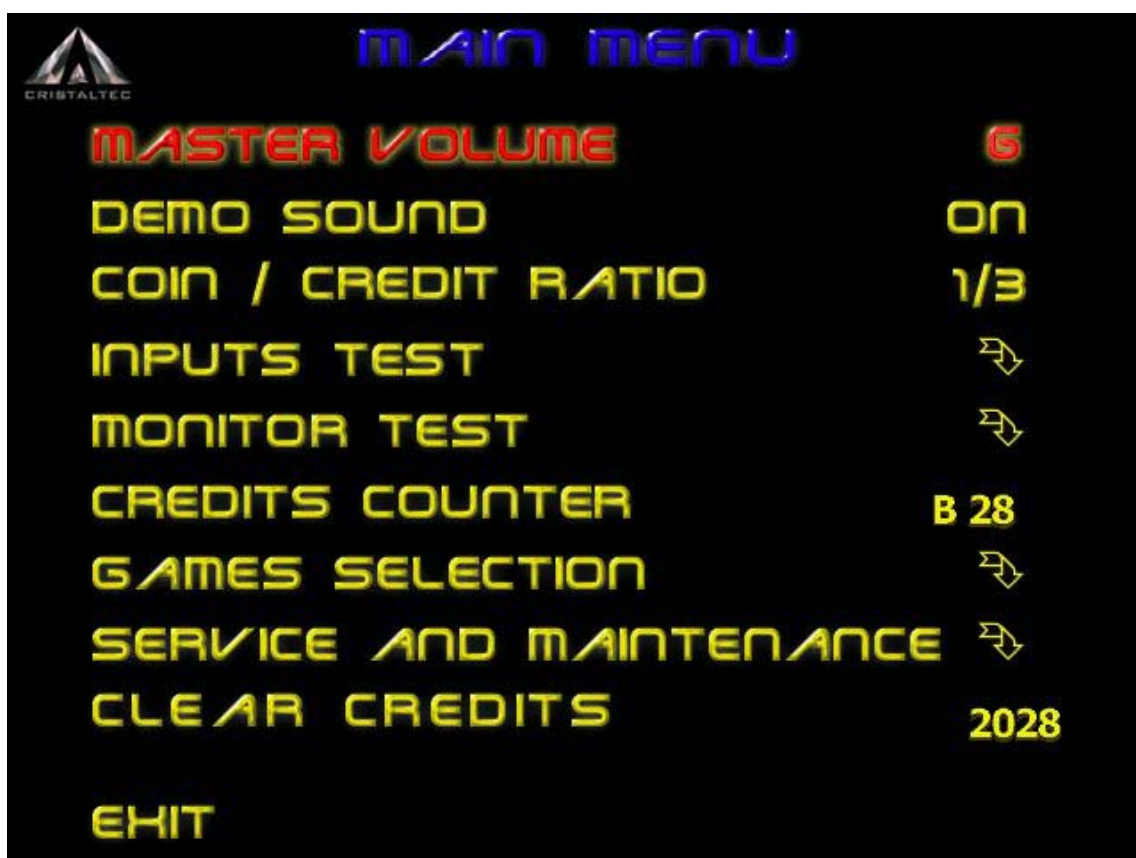 MAIN MENU
CRISTALTEC
MASTER VOLUME 6
DEMO SOUND ON
COIN / CREDIT RATIO 1/3
INPUTS TEST
MONITOR TEST
CREDITS COUNTER B 28
GAMES SELECTION
SERVICE AND MAINTENANCE
CLEAR CREDITS 2028
EXIT